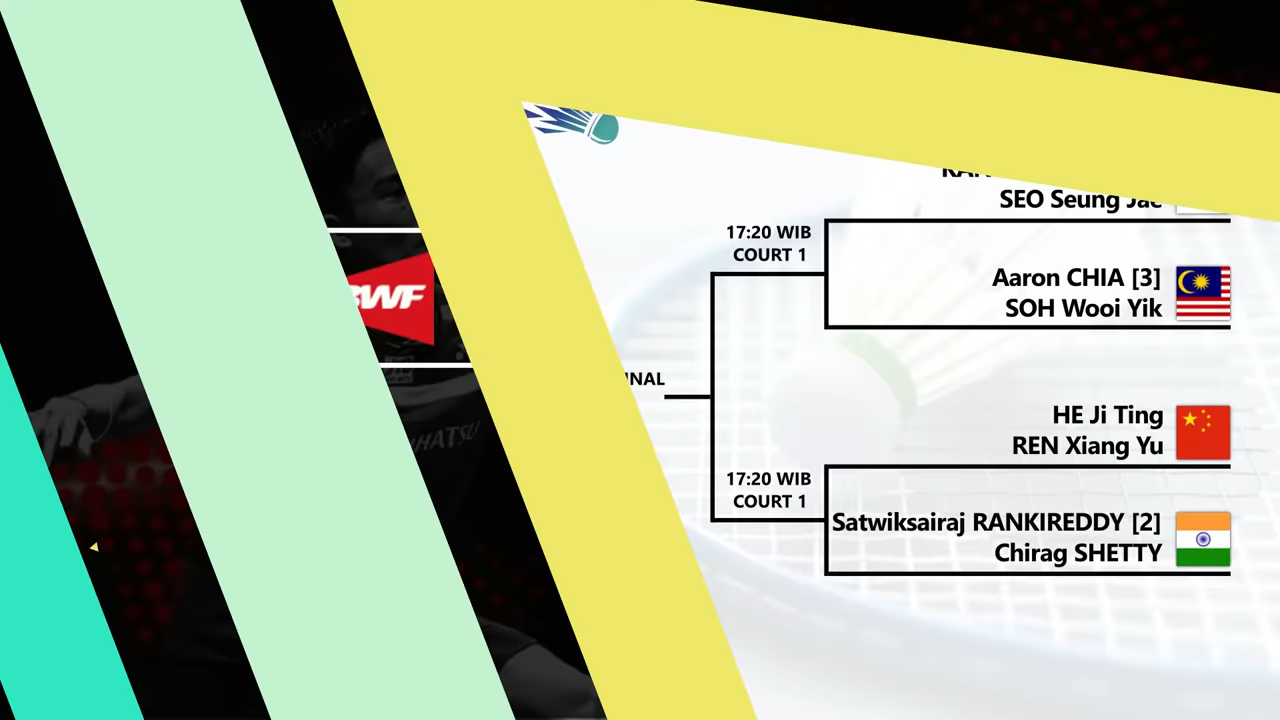 SEO Seung Jae
17:20 WIB
COURT 1
Aaron CHIA [3]
SOH Wooi Yik
HE Ji Ting
REN Xiang Yu
17:20 WIB
COURT 1
Satwiksairaj RANKIREDDY [2]
Chirag SHETTY